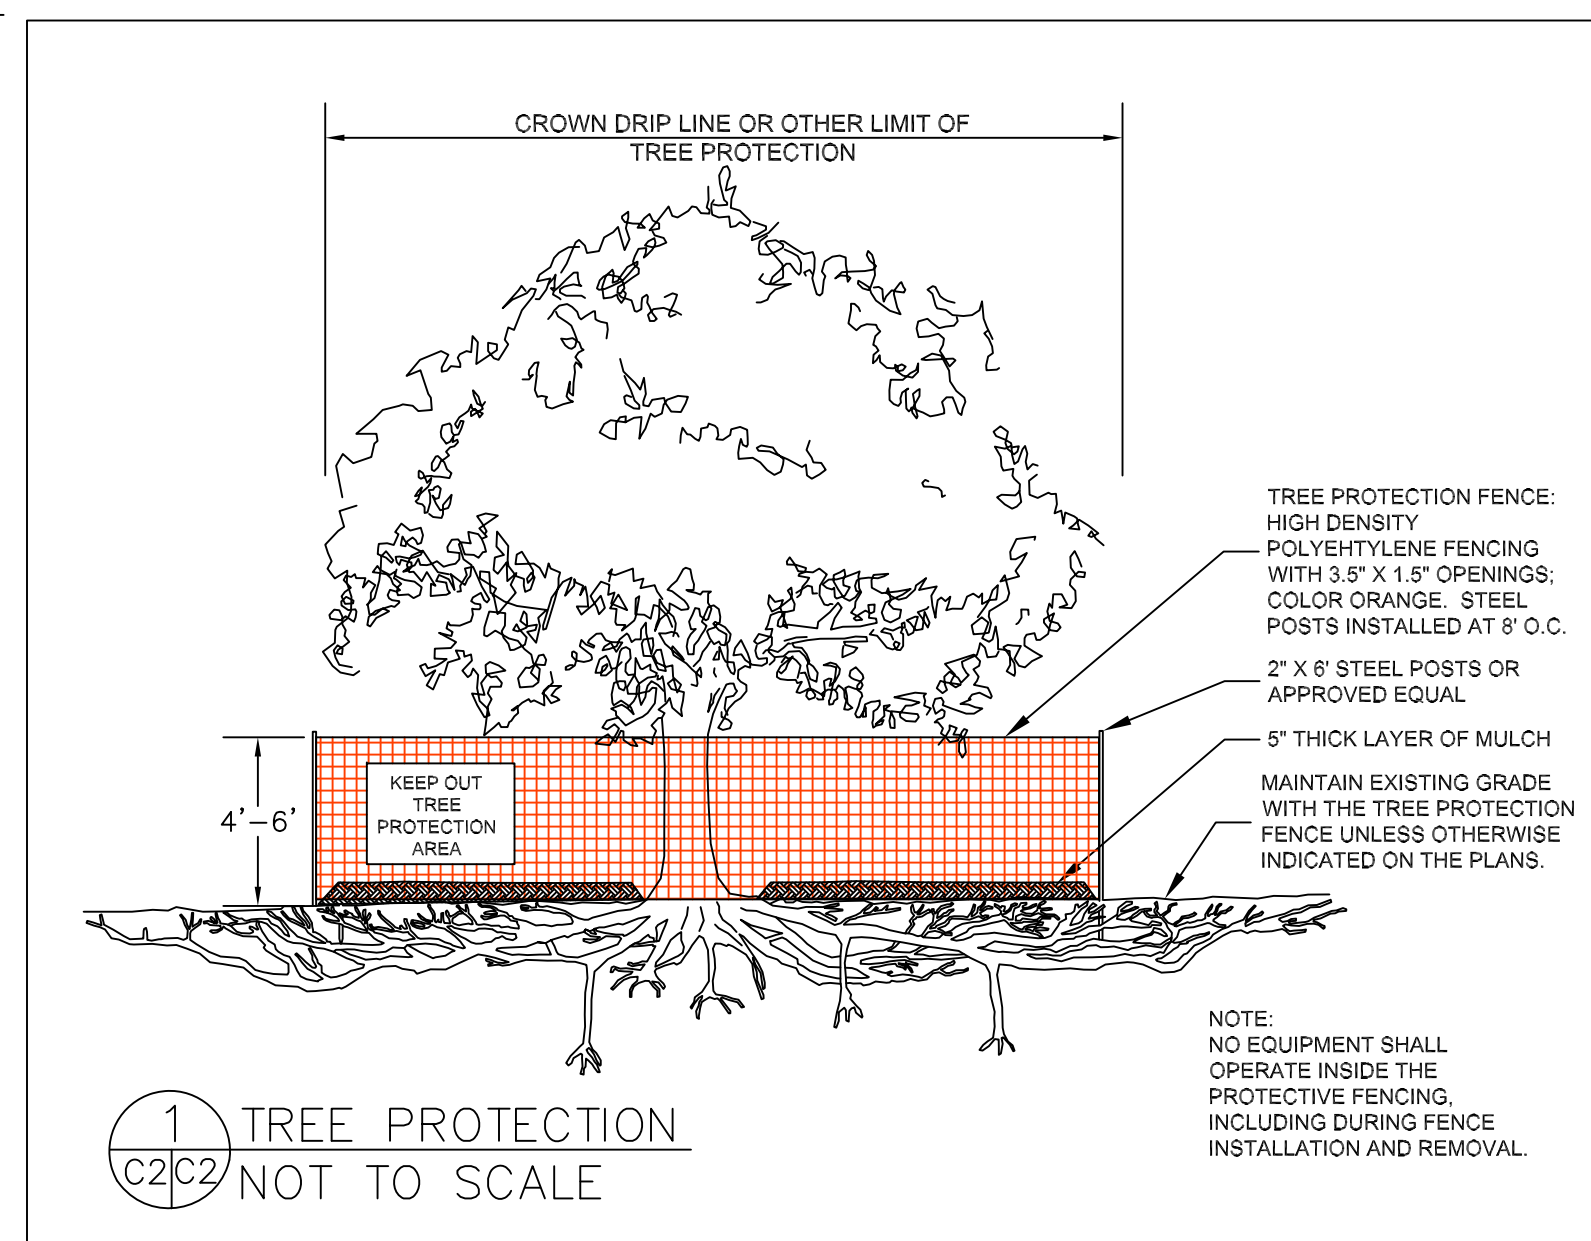 CROWN DRIP LINE OR OTHER LIMIT OF
TREE PROTECTION
TREE PROTECTION FENCE:
HIGH DENSITY
POLYEHTYLENE FENCING
WITH 3.5" X 1.5" OPENINGS;
COLOR ORANGE. STEEL
POSTS INSTALLED AT 8' O.C.
2" X 6' STEEL POSTS OR
APPROVED EQUAL
5" THICK LAYER OF MULCH
MAINTAIN EXISTING GRADE
WITH THE TREE PROTECTION
FENCE UNLESS OTHERWISE
INDICATED ON THE PLANS.
KEEP OUT
TREE
PROTECTION
AREA
4'-6'
NOTE:
NO EQUIPMENT SHALL
OPERATE INSIDE THE
PROTECTIVE FENCING,
INCLUDING DURING FENCE
INSTALLATION AND REMOVAL.
1
C2 C2
TREE PROTECTION
NOT TO SCALE